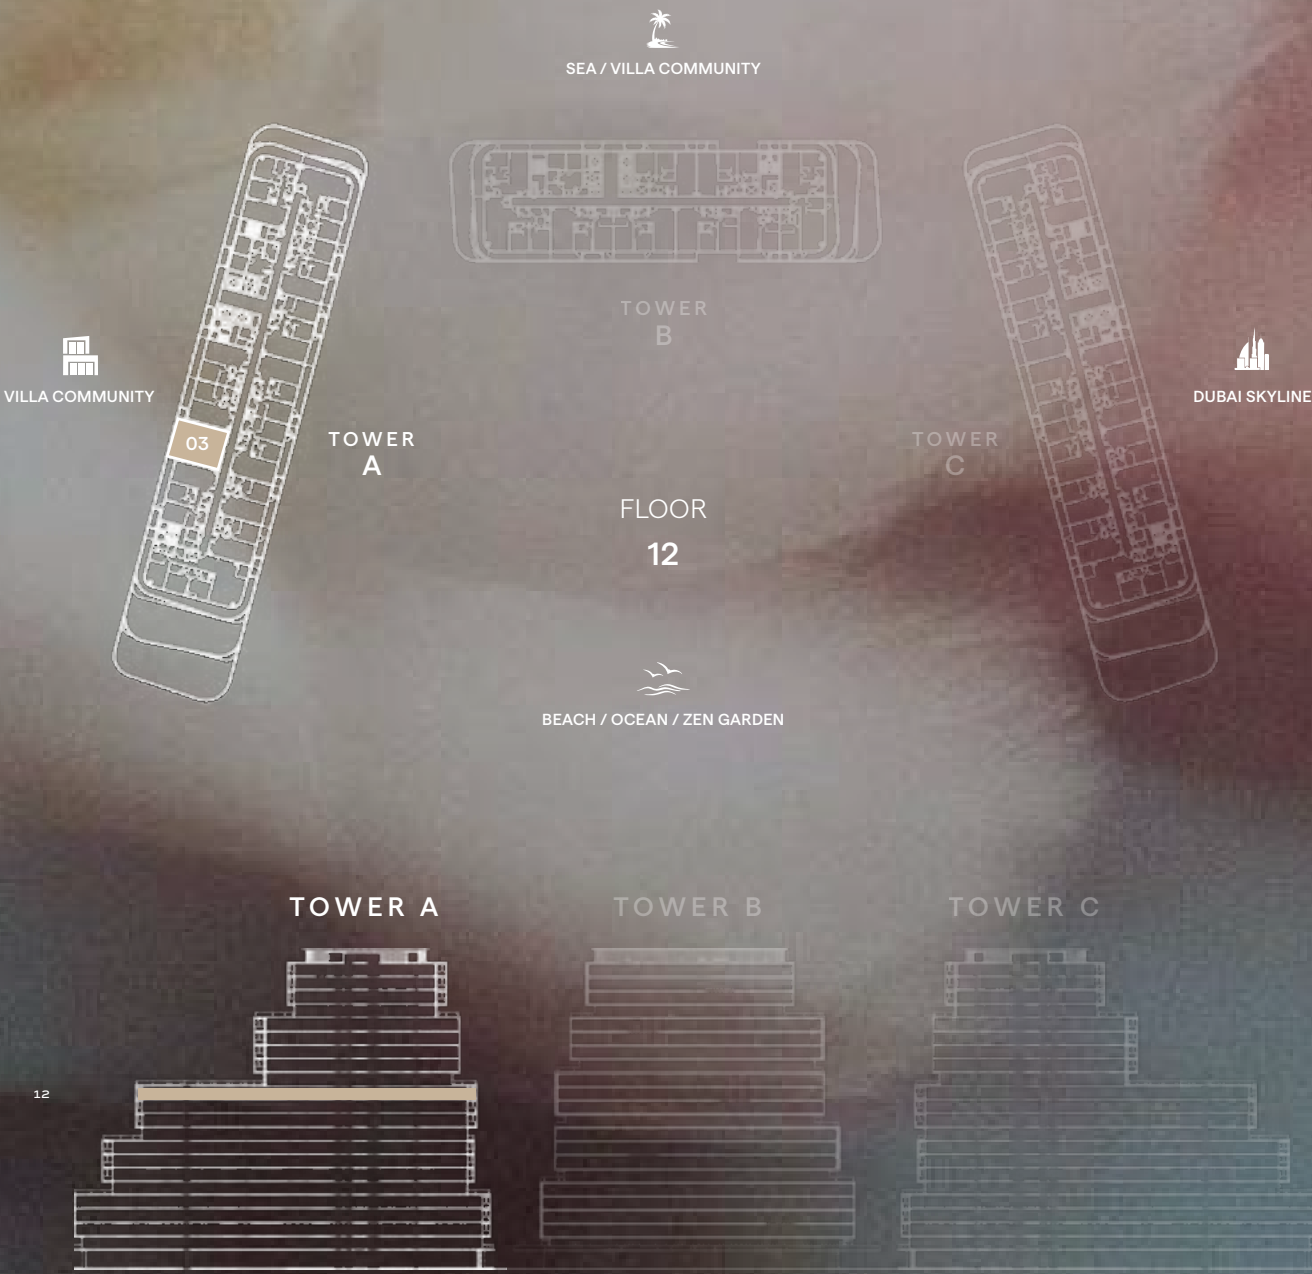 SEA / VILLA COMMUNITY
TOWER
B
VILLA COMMUNITY
DUBAI SKYLINE
03
TOWER
A
TOWER
C
FLOOR
12
BEACH / OCEAN / ZEN GARDEN
TOWER A
TOWER B
TOWER C
12